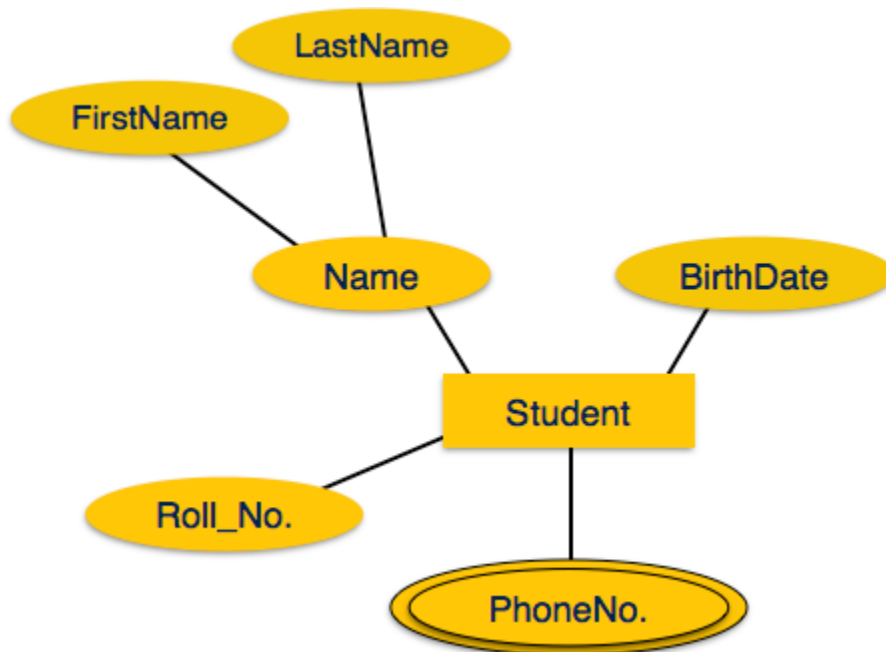 LastName
FirstName
Name
BirthDate
Student
Roll_No.
PhoneNo.